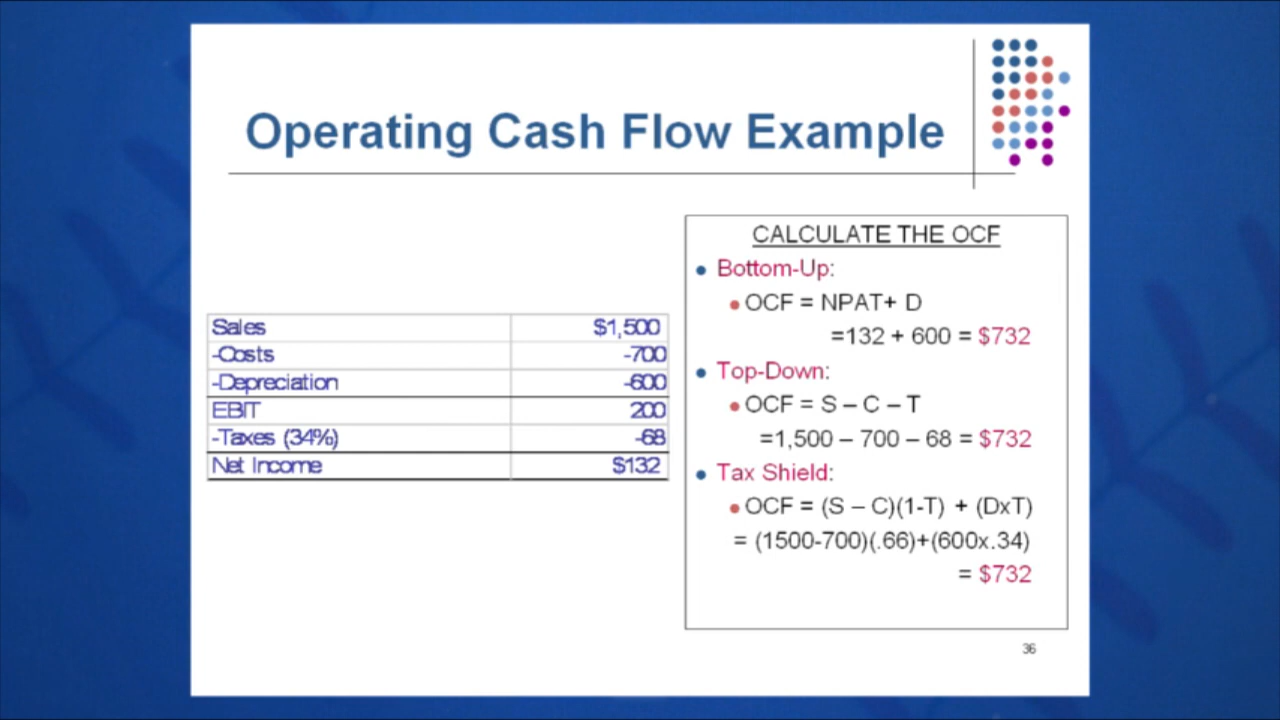 Operating Cash Flow Example
Sales $1,500
-Costs -700
-Depreciation -600
EBIT 200
-Taxes (34%) -68
Net Income $132
CALCULATE THE OCF
Bottom-Up:
OCF = NPAT+ D
=132 + 600 = $732
Top-Down:
OCF = S – C – T
=1,500 – 700 – 68 = $732
Tax Shield:
OCF = (S – C)(1-T) + (DxT)
= (1500-700)(.66)+(600x.34)
= $732
36